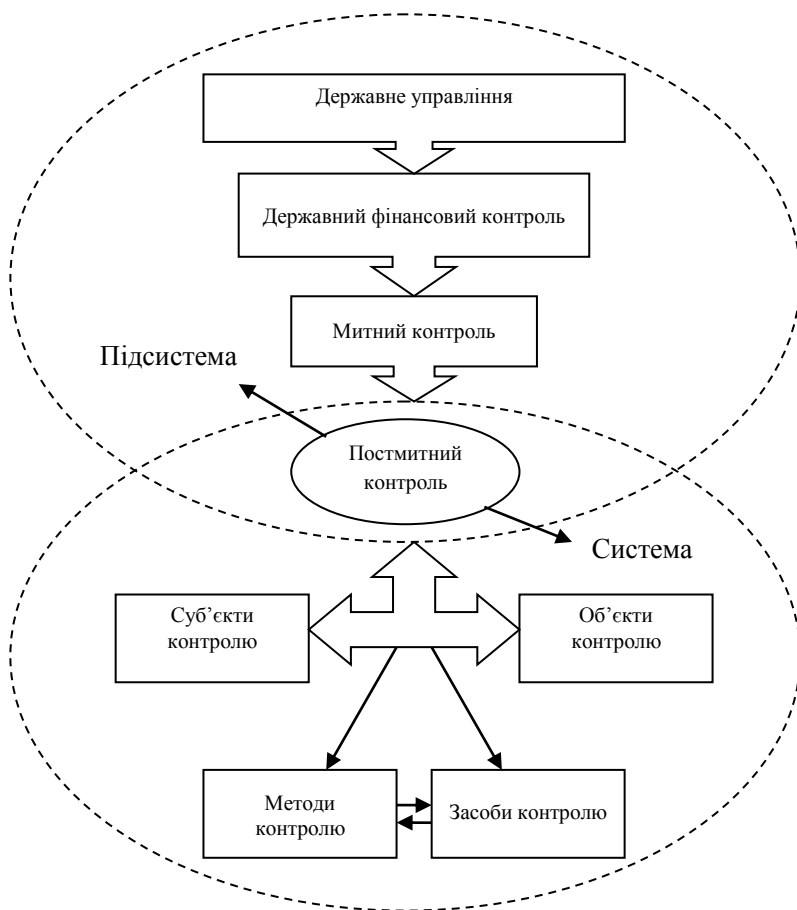 Державне управління
Державний фінансовий контроль
Митний контроль
Підсистема
Постмитний
контроль
Система
Суб’єкти
контролю
Об’єкти
контролю
Методи
контролю
Засоби контролю